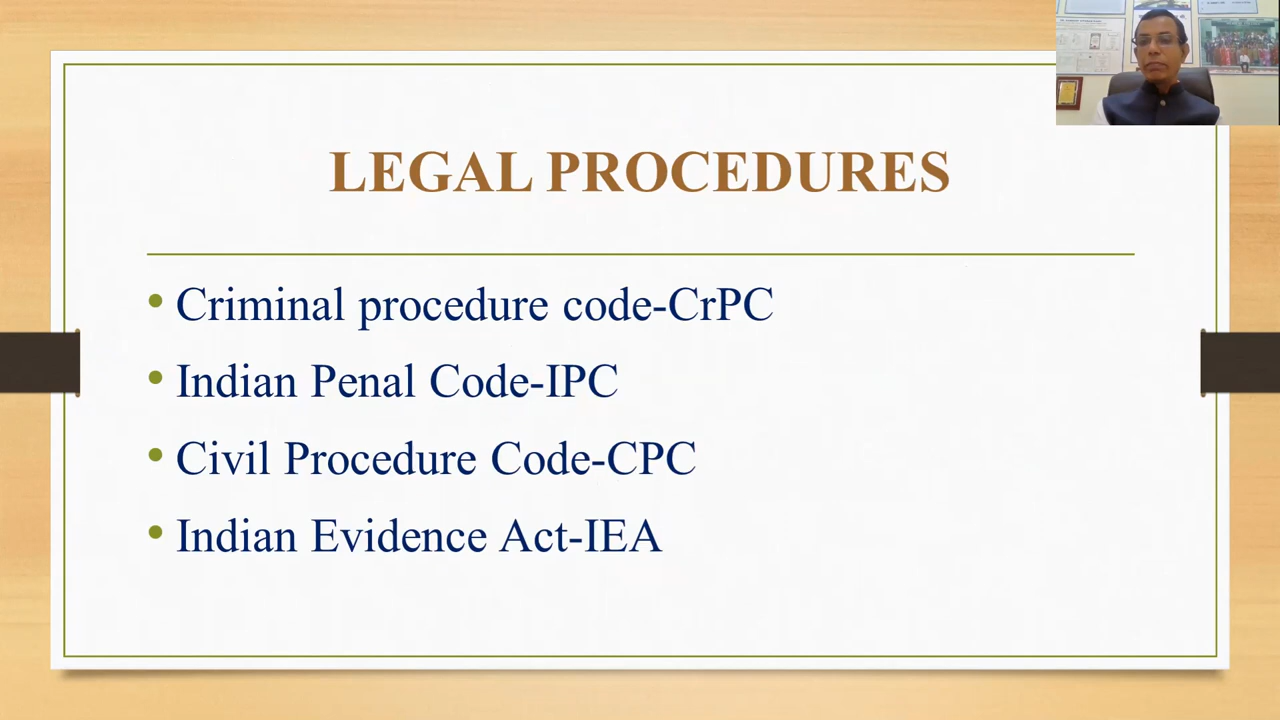 LEGAL PROCEDURES
• Criminal procedure code-CrPC
• Indian Penal Code-IPC
• Civil Procedure Code-CPC
• Indian Evidence Act-IEA